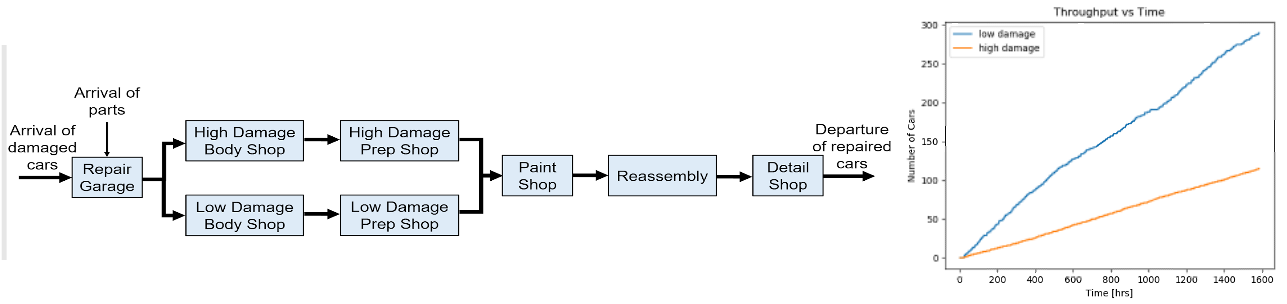 Arrival of
parts
Arrival of
damaged
cars
Repair
Garage
High Damage
Body Shop
High Damage
Prep Shop
Low Damage
Body Shop
Low Damage
Prep Shop
Paint
Shop
Reassembly
Detail
Shop
Departure
of repaired
cars
Throughput vs Time
low damage
high damage
Number of Cars
300
250
200
150
100
50
0
0 200 400 600 800 1000 1200 1400 1600
Time [hrs]